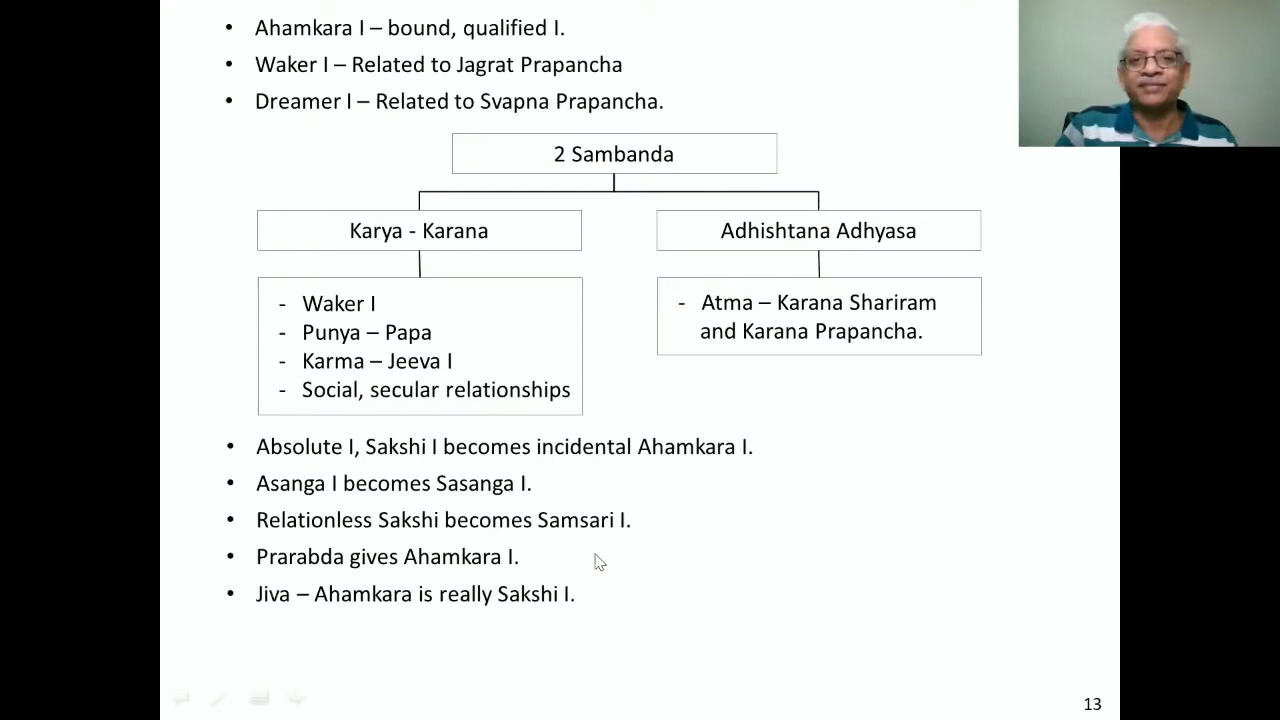 • Ahamkara I – bound, qualified I.
• Waker I – Related to Jagrat Prapancha
• Dreamer I – Related to Svapna Prapancha.
2 Sambanda
Karya - Karana
Adhishtana Adhyasa
- Waker I
- Punya – Papa
- Karma – Jeeva I
- Social, secular relationships
- Atma – Karana Shariram
and Karana Prapancha.
• Absolute I, Sakshi I becomes incidental Ahamkara I.
• Asanga I becomes Sasanga I.
• Relationless Sakshi becomes Samsari I.
• Prarabda gives Ahamkara I.
• Jiva – Ahamkara is really Sakshi I.
13